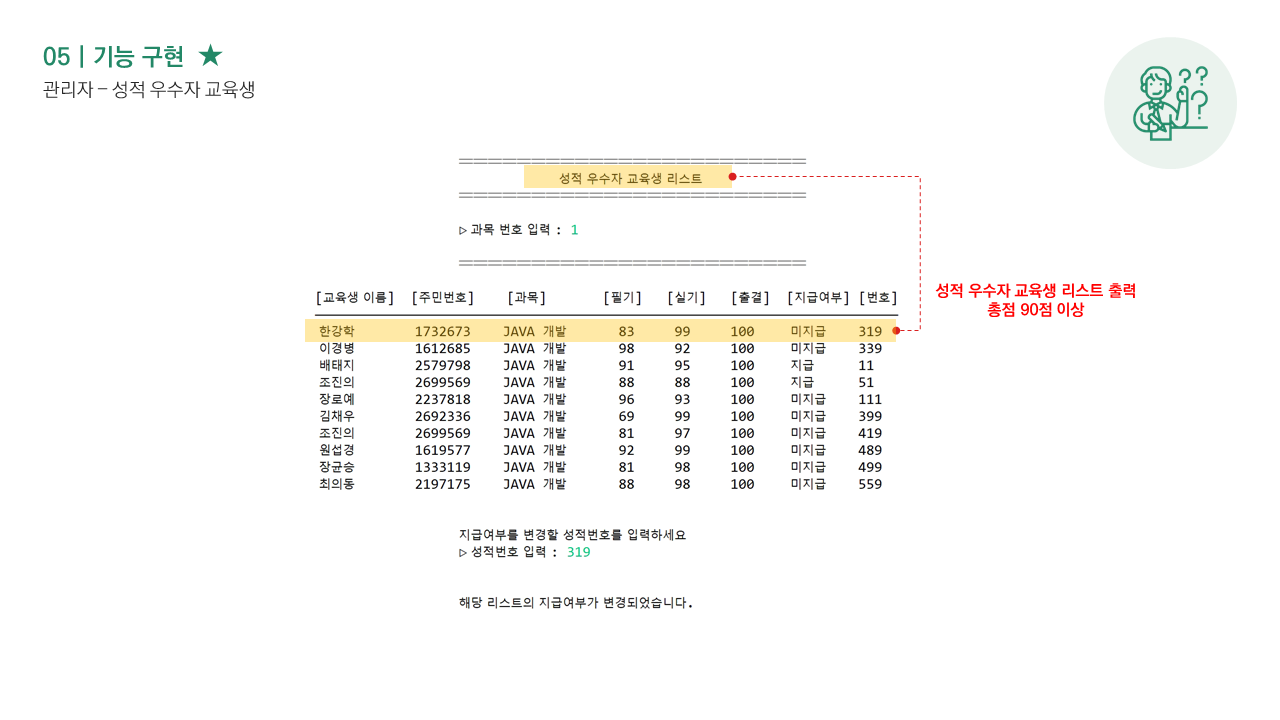 05 | 기능 구현 ★
관리자 – 성적 우수자 교육생
성적 우수자 교육생 리스트
▷ 과목 번호 입력 : 1
[교육생 이름] [주민번호] [과목] [필기] [실기] [출결] [지급여부] [번호]
한강학 1732673 JAVA 개발 83 99 100 미지급 319
이경병 1612685 JAVA 개발 98 92 100 미지급 339
배태지 2579798 JAVA 개발 91 95 100 지급 11
조진의 2699569 JAVA 개발 88 88 100 지급 51
장로예 2237818 JAVA 개발 96 93 100 미지급 111
김채우 2692336 JAVA 개발 69 99 100 미지급 399
조진의 2699569 JAVA 개발 81 97 100 미지급 419
원섭경 1619577 JAVA 개발 92 99 100 미지급 489
장균승 1333119 JAVA 개발 81 98 100 미지급 499
최의동 2197175 JAVA 개발 88 98 100 미지급 559
성적 우수자 교육생 리스트 출력
총점 90점 이상
지급여부를 변경할 성적번호를 입력하세요
▷ 성적번호 입력 : 319
해당 리스트의 지급여부가 변경되었습니다.